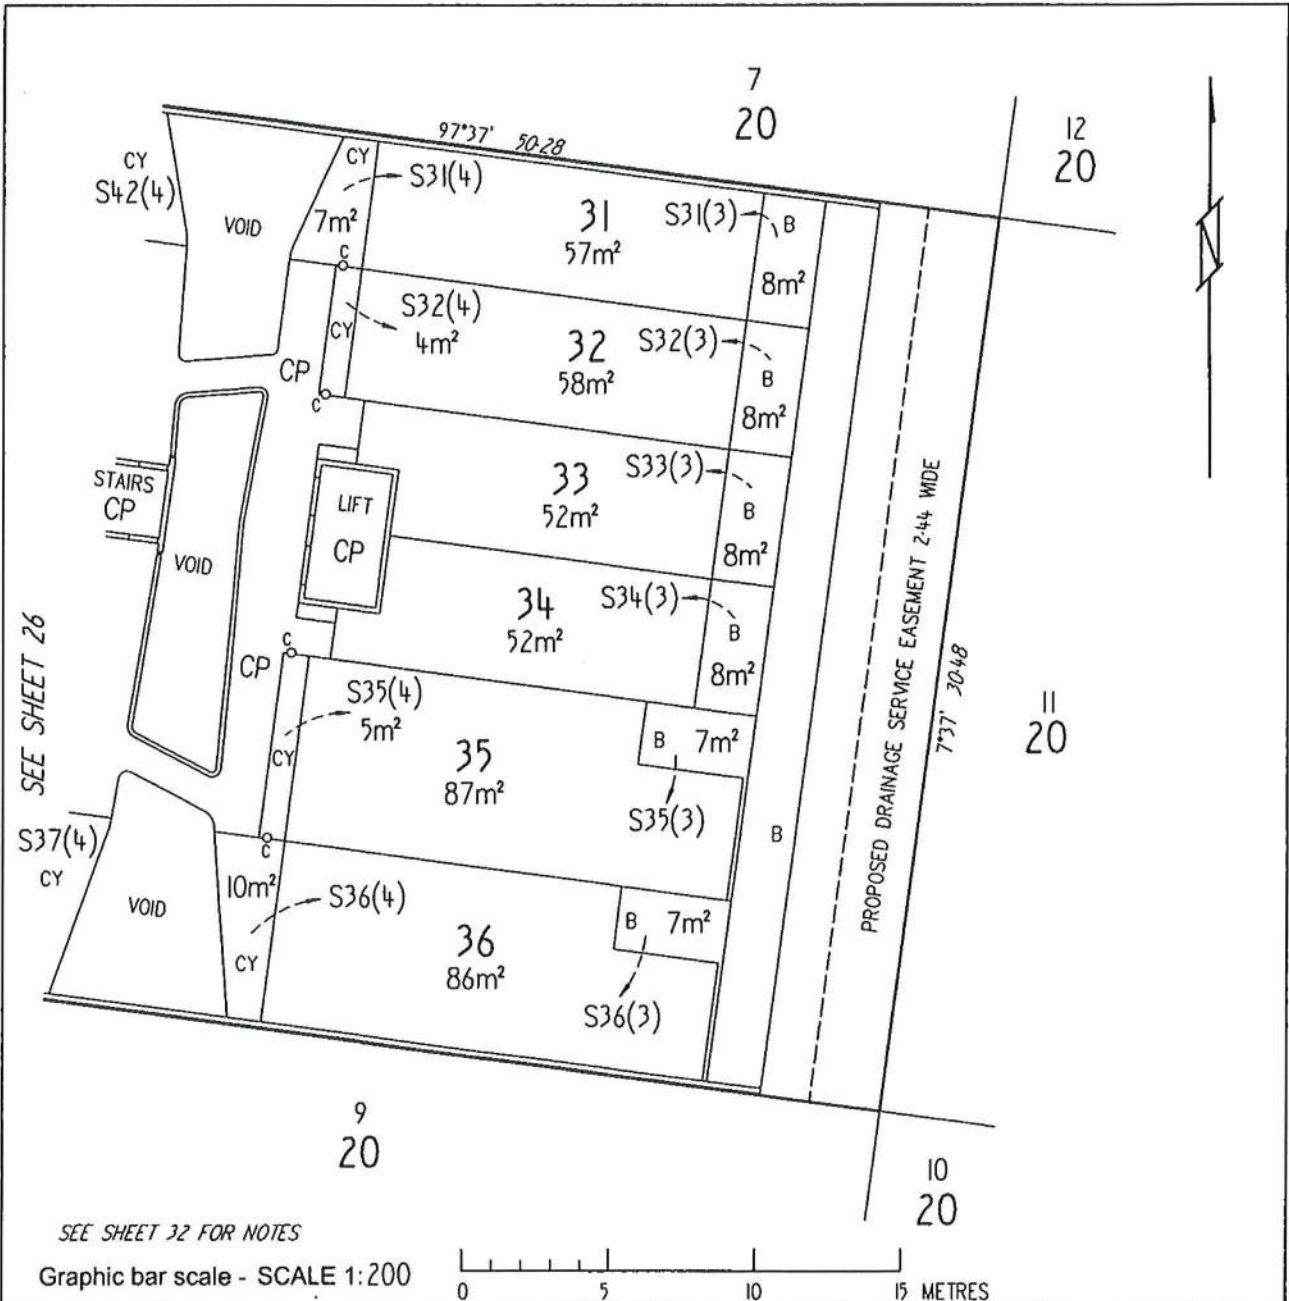 7
20
12
20
97°37' 50·28
CY
S42(4)
VOID
CY
S31(4)
7m²
31
57m²
S31(3)
B
8m²
C
S32(4)
4m²
CY
32
58m²
S32(3)
B
8m²
CP
C
33
52m²
S33(3)
B
8m²
STAIRS
CP
LIFT
CP
VOID
34
52m²
S34(3)
B
8m²
SEE SHEET 26
CP
C
S35(4)
5m²
CY
35
87m²
B 7m²
S35(3)
B
PROPOSED DRAINAGE SERVICE EASEMENT 2·44 WIDE
7°37' 30·48
11
20
S37(4)
CY
C
VOID
10m²
S36(4)
CY
36
86m²
B 7m²
S36(3)
9
20
10
20
SEE SHEET 32 FOR NOTES
Graphic bar scale - SCALE 1:200
0 5 10 15 METRES